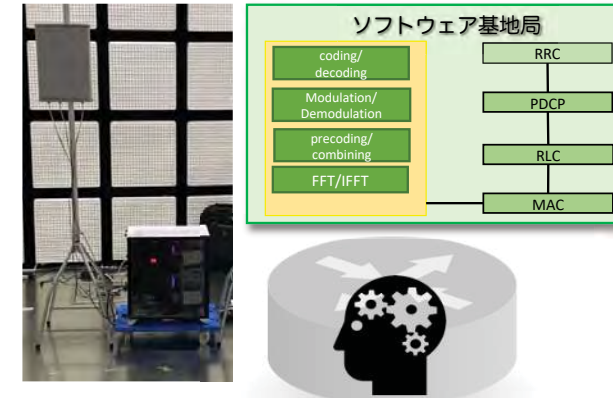 ソフトウェア基地局
coding/
decoding
Modulation/
Demodulation
precoding/
combining
FFT/IFFT
RRC
PDCP
RLC
MAC